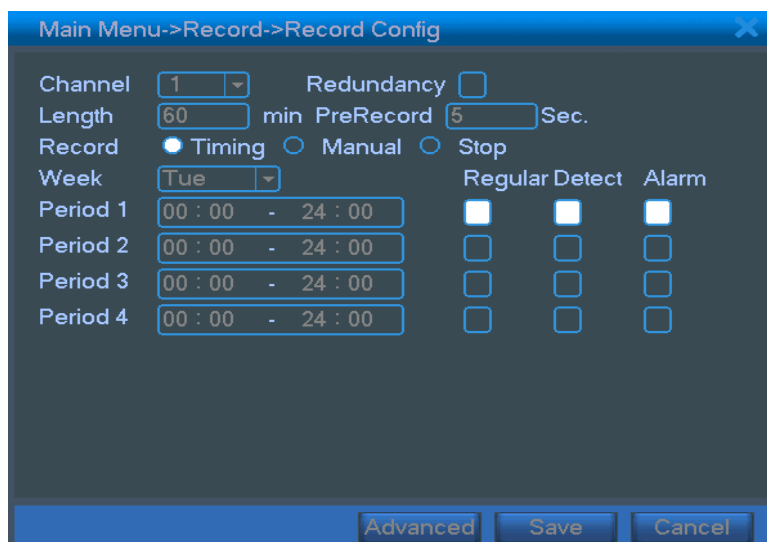 Main Menu->Record->Record Config
Channel 1 Redundancy
Length 60 min PreRecord 5 Sec.
Record Timing Manual Stop
Week Tue Regular Detect Alarm
Period 1 00 : 00 - 24 : 00
Period 2 00 : 00 - 24 : 00
Period 3 00 : 00 - 24 : 00
Period 4 00 : 00 - 24 : 00
Advanced Save Cancel